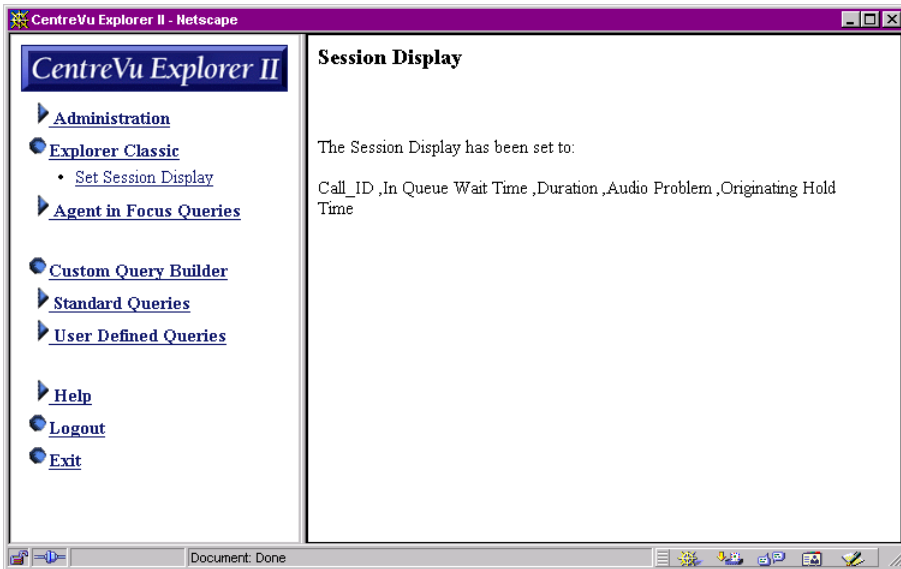 CentreVu Explorer II - Netscape
CentreVu Explorer II
Administration
Explorer Classic
• Set Session Display
Agent in Focus Queries
Custom Query Builder
Standard Queries
User Defined Queries
Help
Logout
Exit
Session Display
The Session Display has been set to:
Call_ID ,In Queue Wait Time ,Duration ,Audio Problem ,Originating Hold
Time
Document: Done